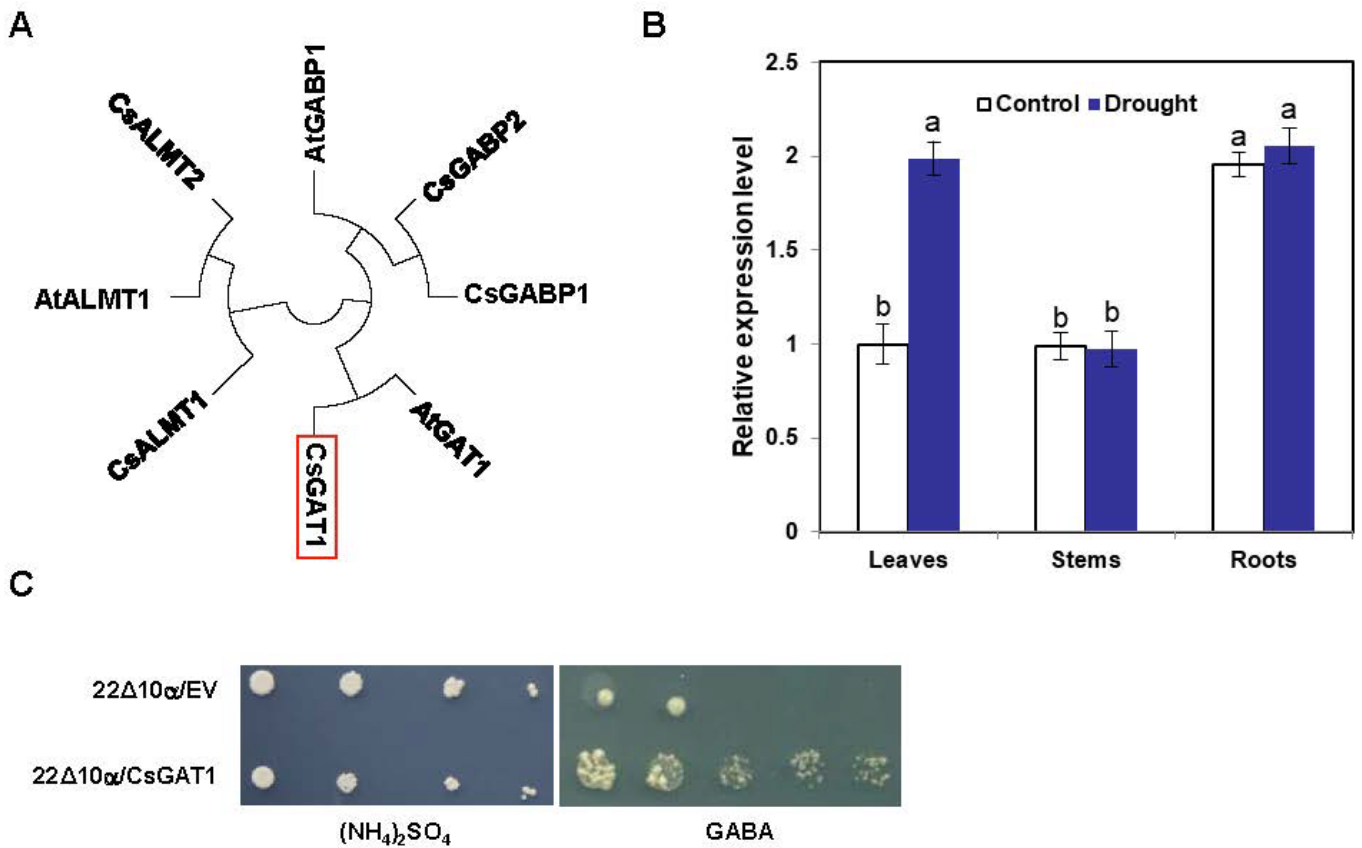 A
AtGABP1
CsALMT2
CsGABP2
AtALMT1
CsGABP1
CsALMT1
AtGAT1
CsGAT1
B
2.5
2
1.5
1
0.5
0
Relative expression level
Control Drought
b
a
b
b
a
a
Leaves Stems Roots
C
22Δ10α/EV
22Δ10α/CsGAT1
(NH4)2SO4 GABA